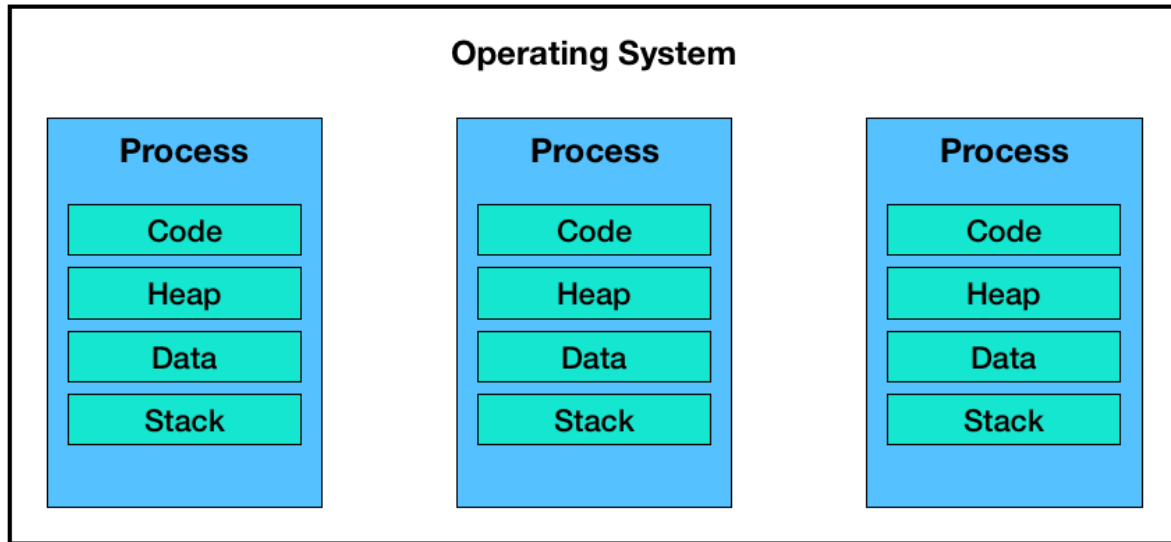 Operating System
Process
Code
Heap
Data
Stack
Process
Code
Heap
Data
Stack
Process
Code
Heap
Data
Stack